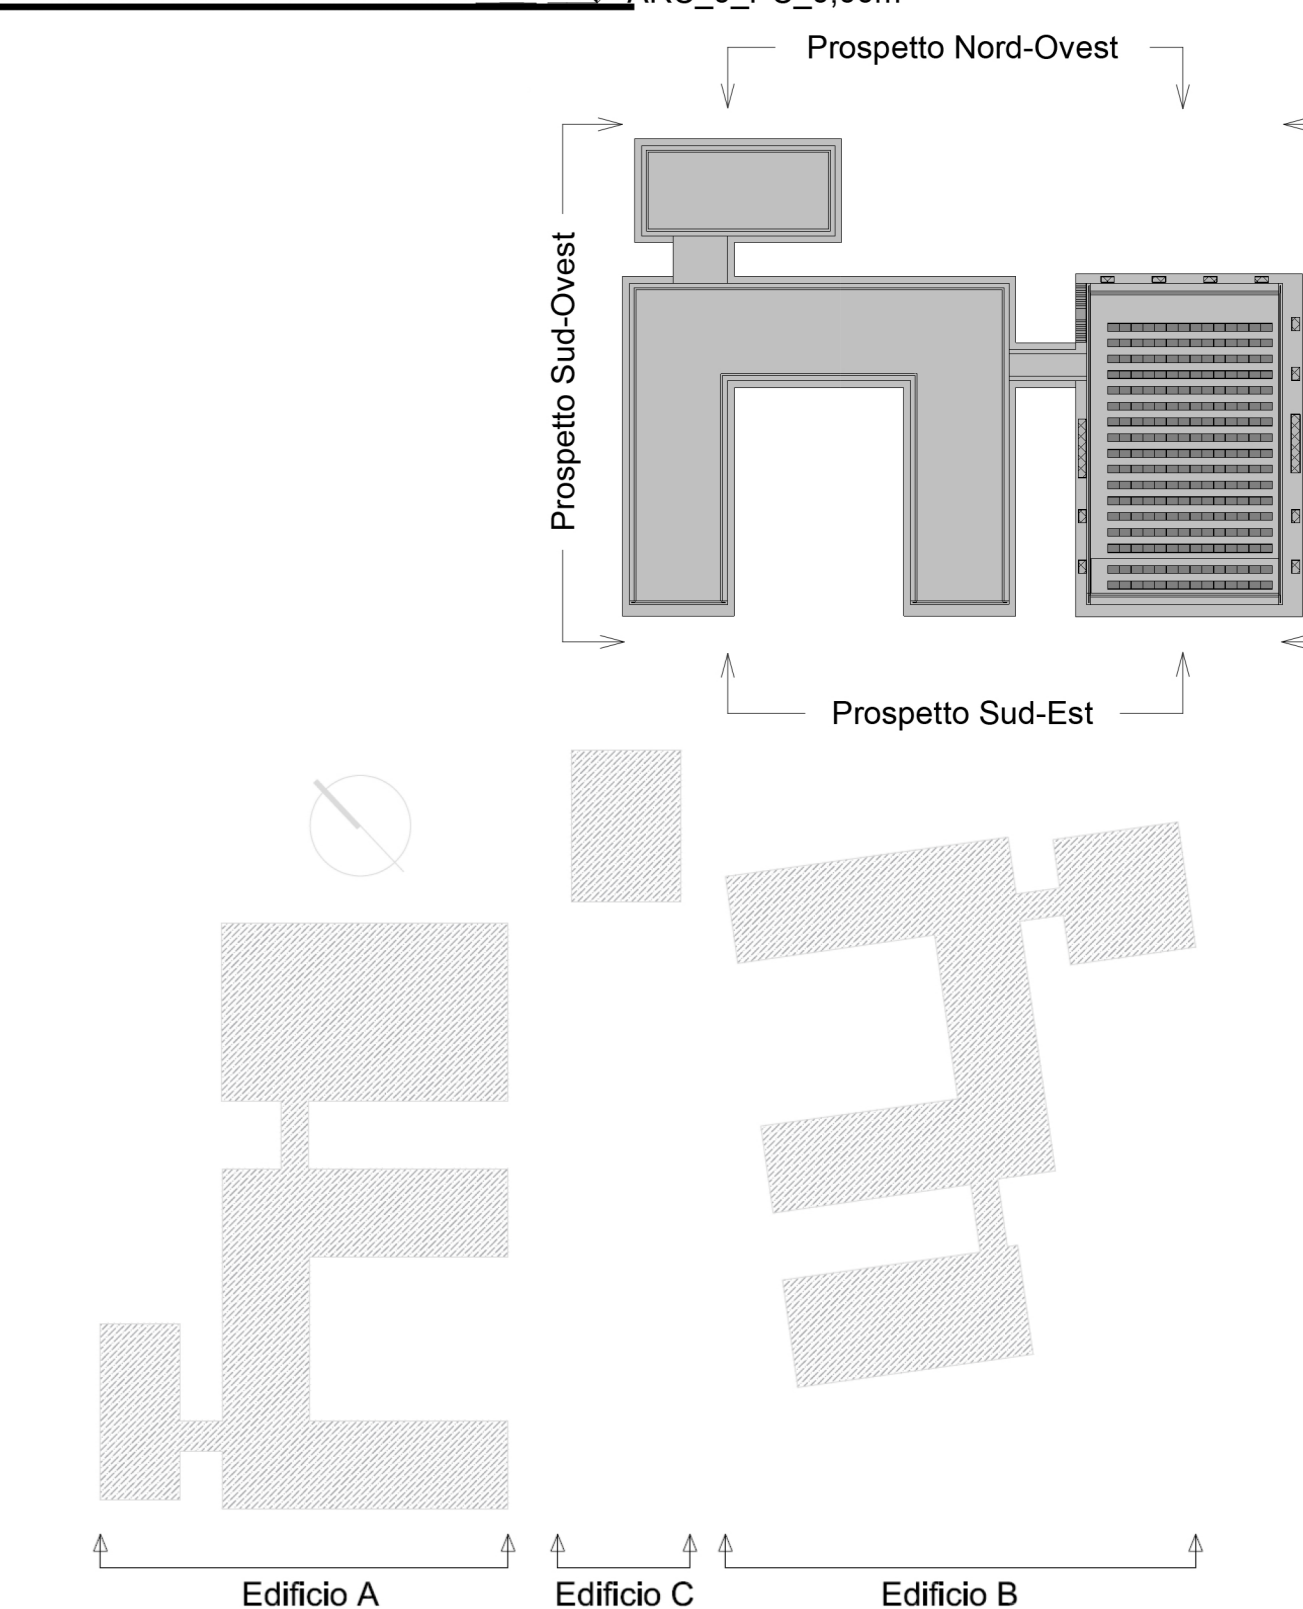 Prospetto Nord-Ovest
Prospetto Sud-Ovest
Prospetto Sud-Est
Edificio A
Edificio C
Edificio B